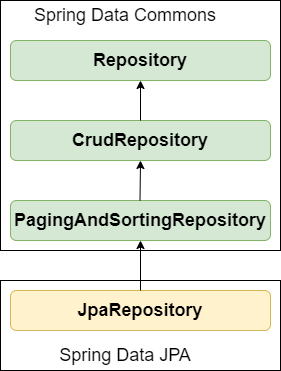 Spring Data Commons
Repository
CrudRepository
PagingAndSortingRepository
JpaRepository
Spring Data JPA